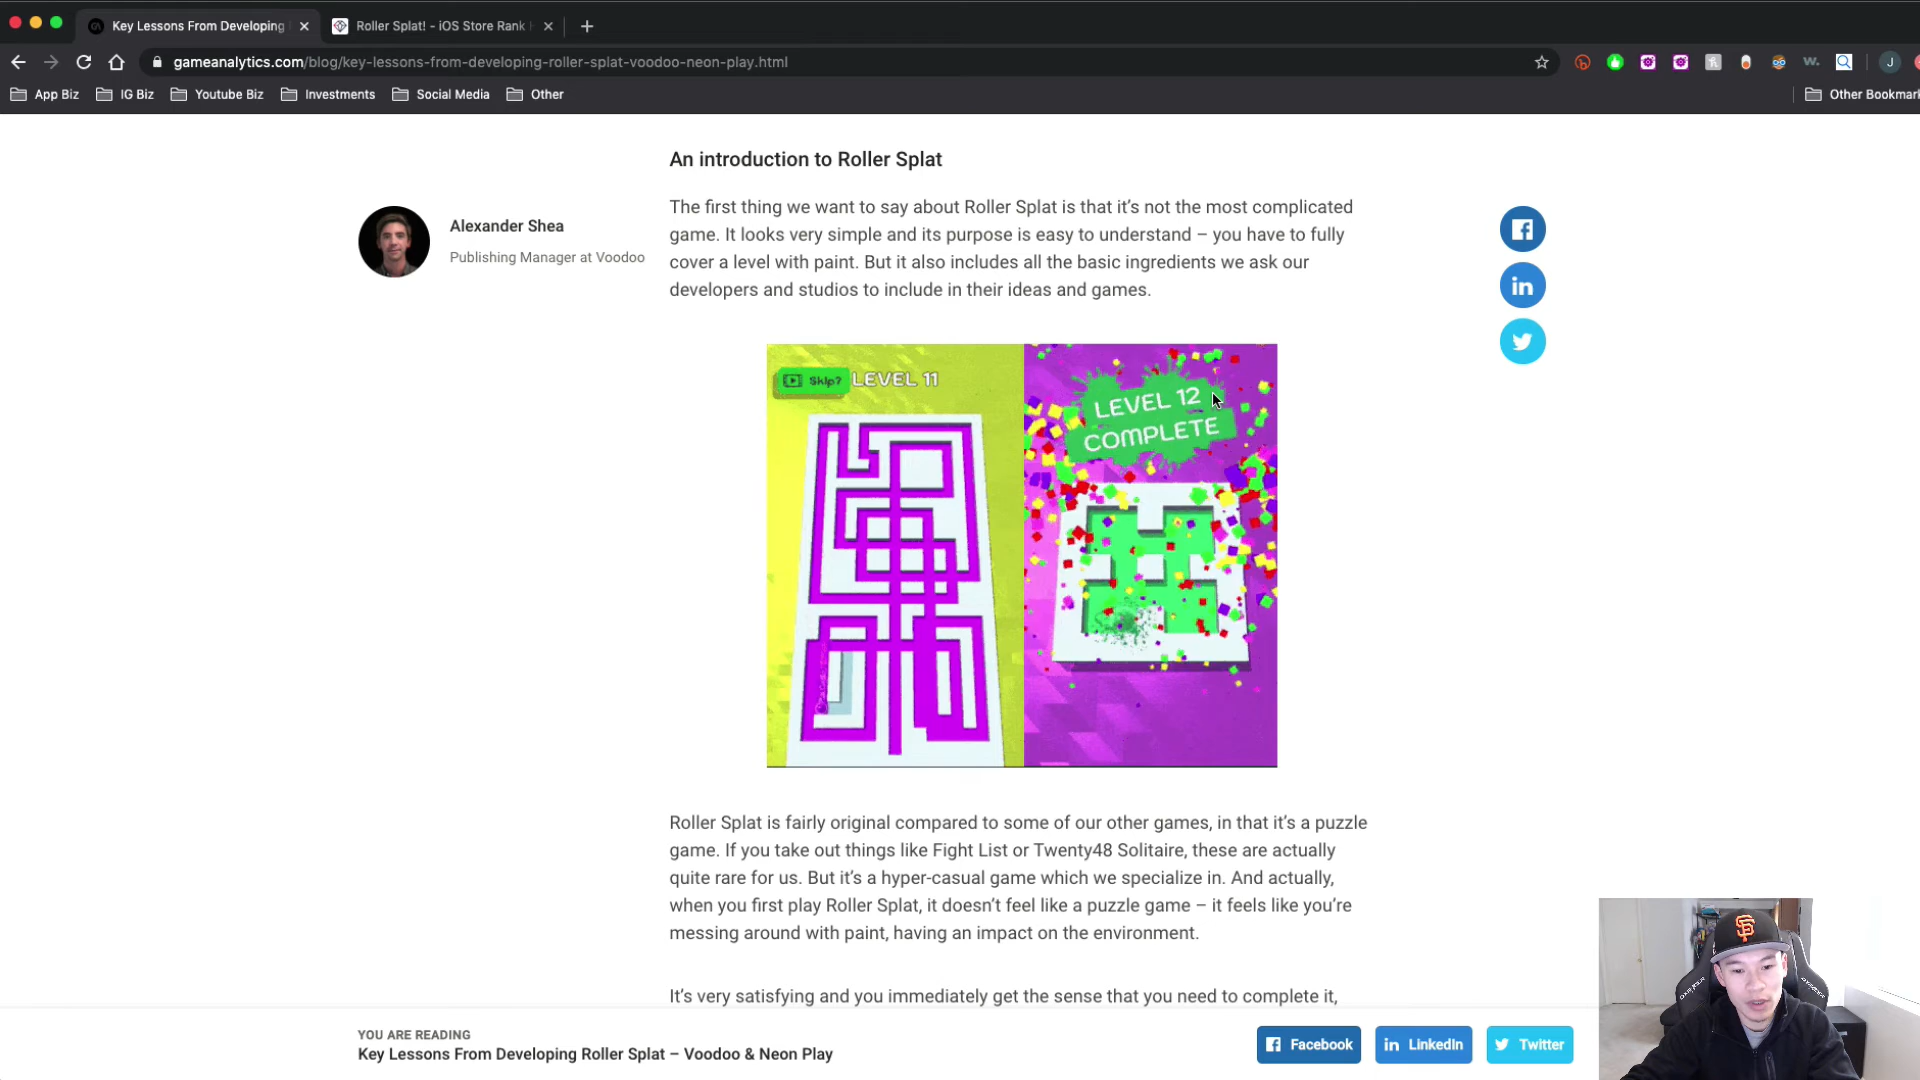 Key Lessons From Developing
Roller Splat! - iOS Store Rank
gameanalytics.com/blog/key-lessons-from-developing-roller-splat-voodoo-neon-play.html
w.
J
App Biz
IG Biz
Youtube Biz
Investments
Social Media
Other
Other Bookmar
An introduction to Roller Splat
Alexander Shea
Publishing Manager at Voodoo
The first thing we want to say about Roller Splat is that it’s not the most complicated
game. It looks very simple and its purpose is easy to understand – you have to fully
cover a level with paint. But it also includes all the basic ingredients we ask our
developers and studios to include in their ideas and games.
Skip?
LEVEL 11
LEVEL 12
COMPLETE
Roller Splat is fairly original compared to some of our other games, in that it’s a puzzle
game. If you take out things like Fight List or Twenty48 Solitaire, these are actually
quite rare for us. But it’s a hyper-casual game which we specialize in. And actually,
when you first play Roller Splat, it doesn’t feel like a puzzle game – it feels like you’re
messing around with paint, having an impact on the environment.
It’s very satisfying and you immediately get the sense that you need to complete it,
YOU ARE READING
Key Lessons From Developing Roller Splat – Voodoo & Neon Play
Facebook
LinkedIn
Twitter
SF